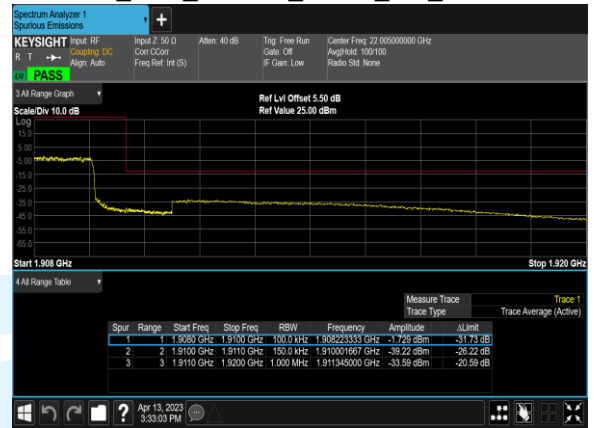 Spectrum Analyzer 1
Spurious Emissions
KEYSIGHT Input: RF
R T Coupling: DC
Align: Auto
LXI PASS
Input Z: 50 Ω
Corr CCorr
Freq Ref: Int (S)
Atten: 40 dB
Trig: Free Run
Gate: Off
IF Gain: Low
Center Freq: 22.005000000 GHz
Avg|Hold: 100/100
Radio Std: None
3 All Range Graph
Scale/Div 10.0 dB
Ref Lvl Offset 5.50 dB
Ref Value 25.00 dBm
Log
15.0
5.00
-5.00
-15.0
-25.0
-35.0
-45.0
-55.0
-65.0
Start 1.908 GHz Stop 1.920 GHz
4 All Range Table
Measure Trace Trace 1
Trace Type Trace Average (Active)
Spur Range Start Freq Stop Freq RBW Frequency Amplitude ΔLimit
1 1 1.9080 GHz 1.9100 GHz 100.0 kHz 1.908223333 GHz -1.729 dBm -31.73 dB
2 2 1.9100 GHz 1.9110 GHz 150.0 kHz 1.910001667 GHz -39.22 dBm -26.22 dB
3 3 1.9110 GHz 1.9200 GHz 1.000 MHz 1.911345000 GHz -33.59 dBm -20.59 dB
Apr 13, 2023
3:33:03 PM